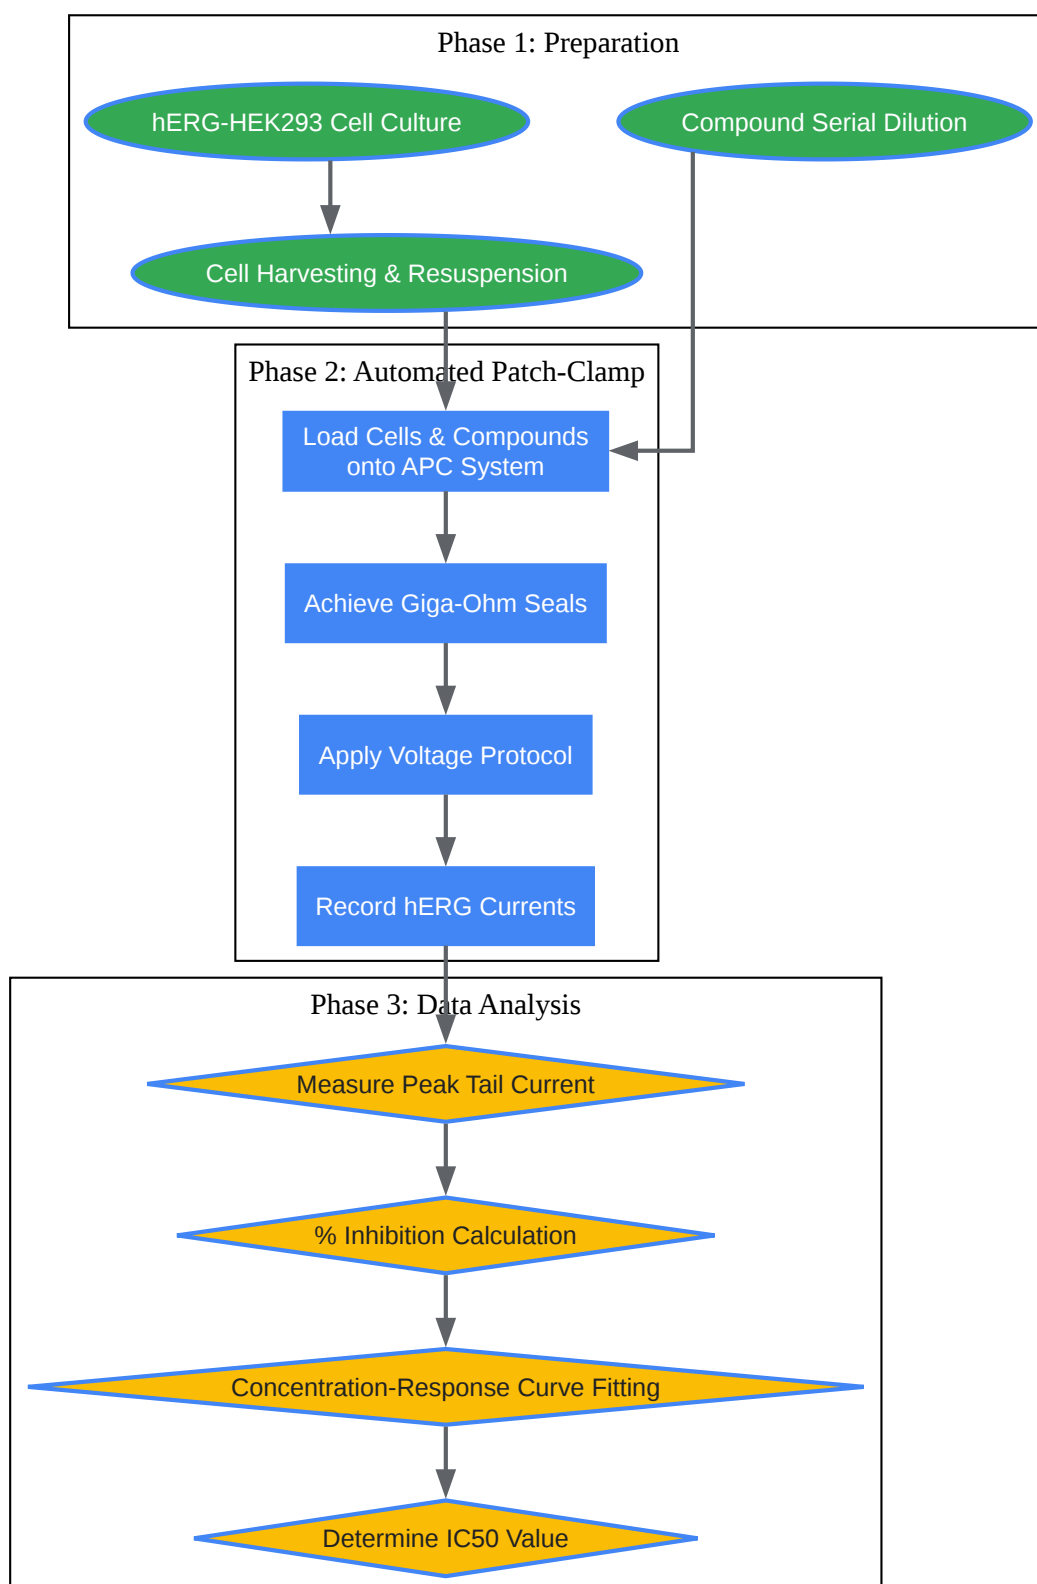 Phase 1: Preparation
hERG-HEK293 Cell Culture
Compound Serial Dilution
Cell Harvesting & Resuspension
Phase 2: Automated Patch-Clamp
Load Cells & Compounds
onto APC System
Achieve Giga-Ohm Seals
Apply Voltage Protocol
Record hERG Currents
Phase 3: Data Analysis
Measure Peak Tail Current
% Inhibition Calculation
Concentration-Response Curve Fitting
Determine IC50 Value